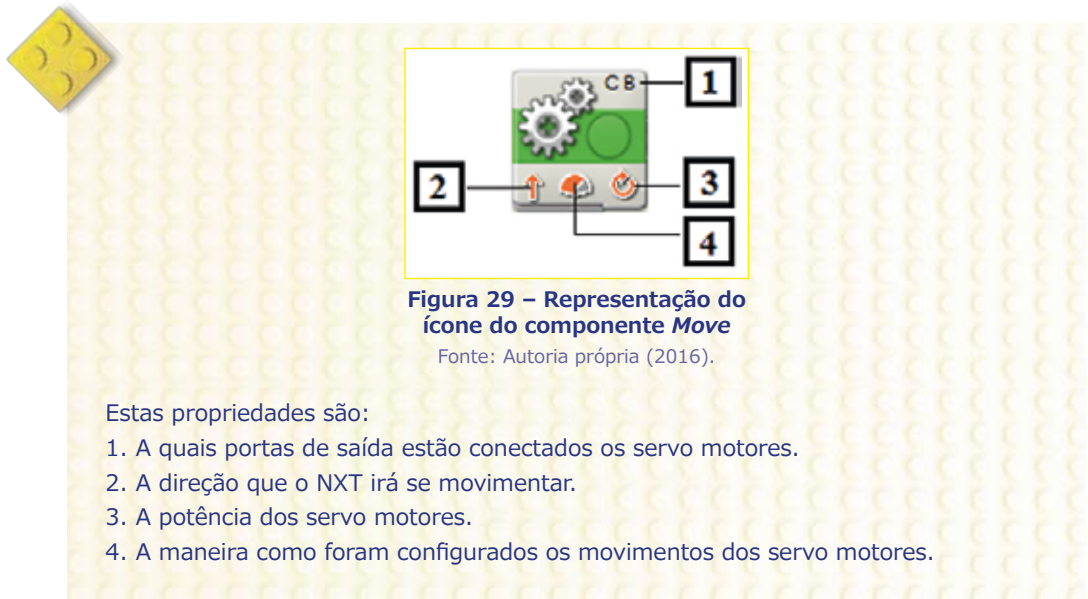 C B
1
2
3
4
Figura 29 – Representação do
ícone do componente Move
Fonte: Autoria própria (2016).
Estas propriedades são:
1. A quais portas de saída estão conectados os servo motores.
2. A direção que o NXT irá se movimentar.
3. A potência dos servo motores.
4. A maneira como foram configurados os movimentos dos servo motores.